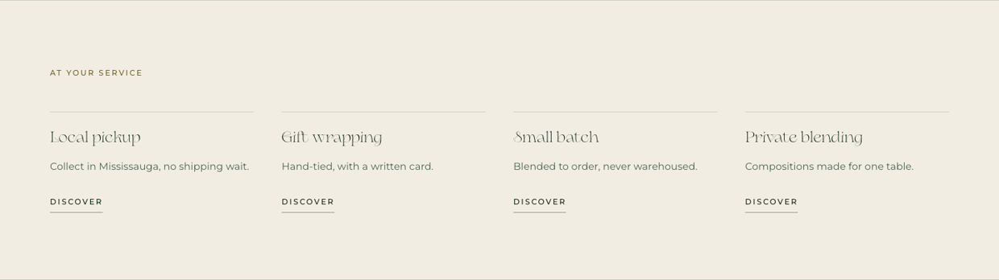 AT YOUR SERVICE
Local pickup
Collect in Mississauga, no shipping wait.
DISCOVER
Gift wrapping
Hand-tied, with a written card.
DISCOVER
Small batch
Blended to order, never warehoused.
DISCOVER
Private blending
Compositions made for one table.
DISCOVER